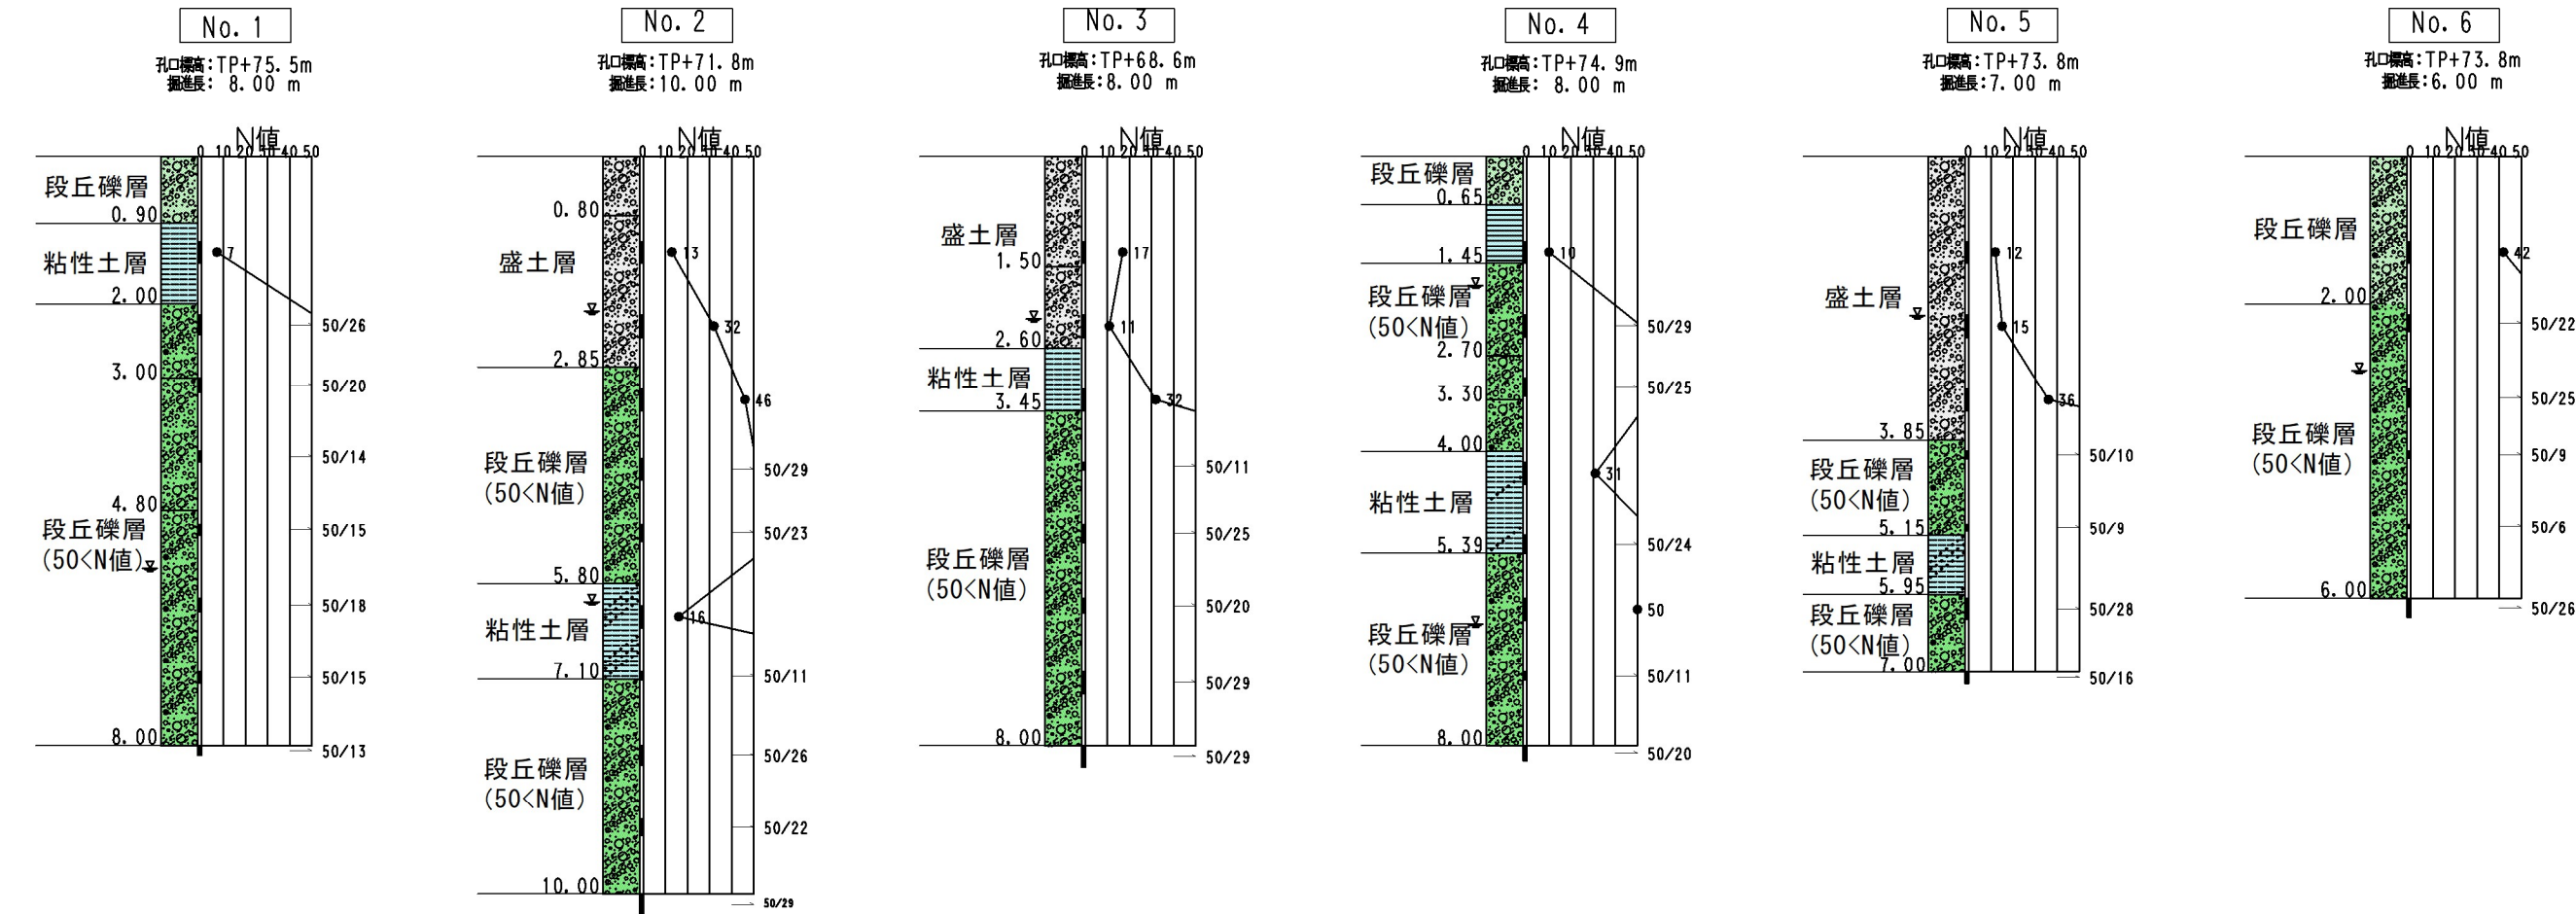 No. 1
孔口標高:TP+75.5m
掘進長: 8.00 m
N値
0 10 20 30 40 50
段丘礫層
0.90
7
粘性土層
2.00
50/26
3.00
50/20
50/14
4.80
段丘礫層
(50<N値)
50/15
50/18
50/15
8.00
50/13
No. 2
孔口標高:TP+71.8m
掘進長:10.00 m
N値
0 10 20 30 40 50
0.80
13
盛土層
32
2.85
46
段丘礫層
(50<N値)
50/29
50/23
5.80
16
粘性土層
7.10
50/11
50/26
段丘礫層
(50<N値)
50/22
10.00
50/29
No. 3
孔口標高:TP+68.6m
掘進長:8.00 m
N値
0 10 20 30 40 50
盛土層
17
1.50
11
2.60
粘性土層
3.45
32
50/11
50/25
段丘礫層
(50<N値)
50/20
50/29
8.00
50/29
No. 4
孔口標高:TP+74.9m
掘進長: 8.00 m
N値
0 10 20 30 40 50
段丘礫層
0.65
1.45
10
段丘礫層
(50<N値)
50/29
2.70
50/25
3.30
4.00
31
粘性土層
5.39
50/24
50
段丘礫層
(50<N値)
50/11
8.00
50/20
No. 5
孔口標高:TP+73.8m
掘進長:7.00 m
N値
0 10 20 30 40 50
12
盛土層
15
36
3.85
50/10
段丘礫層
(50<N値)
5.15
50/9
粘性土層
5.95
50/28
段丘礫層
(50<N値)
7.00
50/16
No. 6
孔口標高:TP+73.8m
掘進長:6.00 m
N値
0 10 20 30 40 50
段丘礫層
42
2.00
50/22
50/25
段丘礫層
(50<N値)
50/9
50/6
6.00
50/26